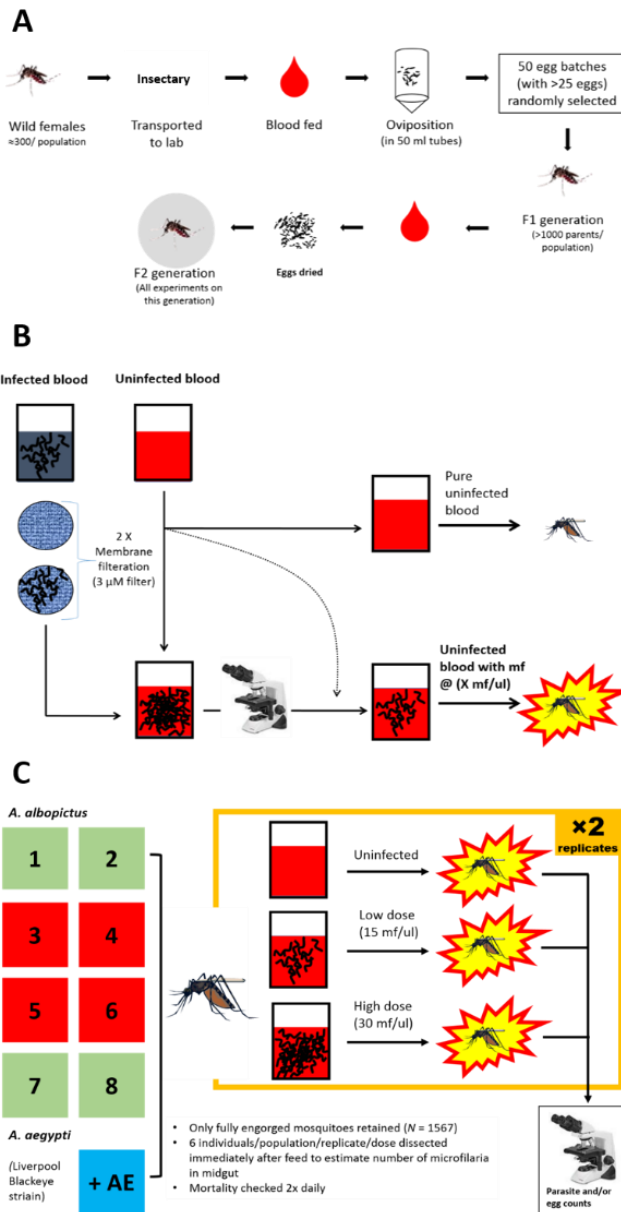 A
Insectary
50 egg batches
(with >25 eggs)
randomly selected
Wild females
≈300/ population
Transported
to lab
Blood fed
Oviposition
(in 50 ml tubes)
F1 generation
(>1000 parents/
population)
Eggs dried
F2 generation
(All experiments on
this generation)
B
Infected blood
Uninfected blood
2 X
Membrane
filteration
(3 µM filter)
Pure
uninfected
blood
Uninfected
blood with mf
@ (X mf/ul)
C
A. albopictus
1
2
3
4
5
6
7
8
A. aegypti
(Liverpool
Blackeye
striain)
+ AE
×2
replicates
Uninfected
Low dose
(15 mf/ul)
High dose
(30 mf/ul)
• Only fully engorged mosquitoes retained (N = 1567)
• 6 individuals/population/replicate/dose dissected
immediately after feed to estimate number of microfilaria
in midgut
• Mortality checked 2x daily
Parasite and/or
egg counts